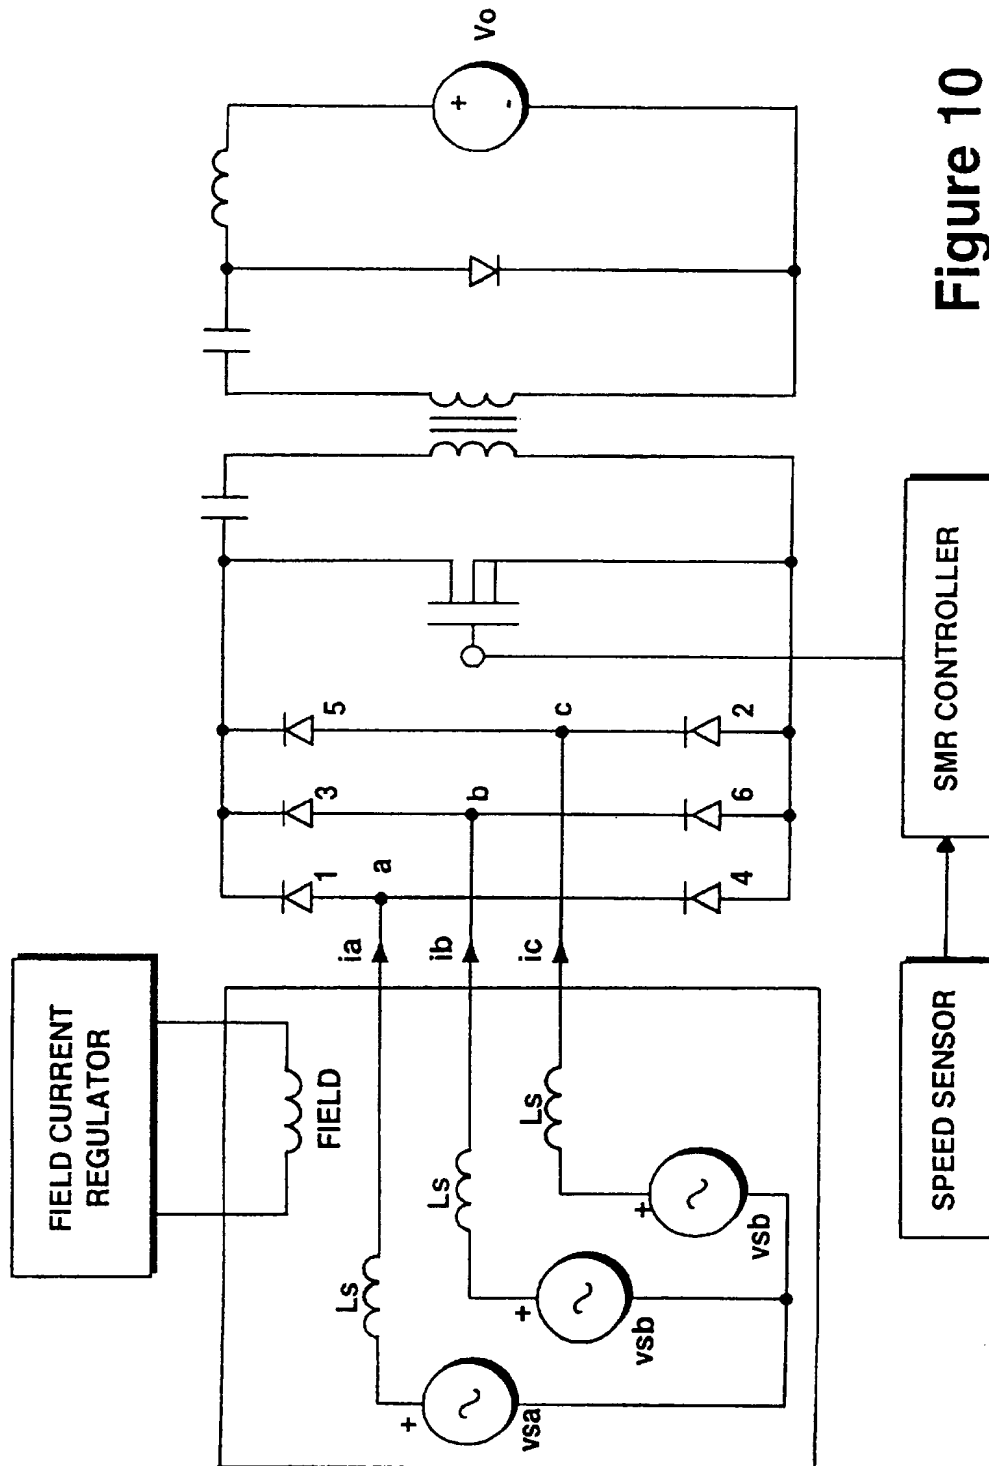 FIELD CURRENT
REGULATOR
FIELD
Ls
Ls
Ls
+
vsa
+
vsb
+
vsb
ia
ib
ic
a
b
c
1
3
5
4
6
2
+
-
Vo
SPEED SENSOR
SMR CONTROLLER
Figure 10